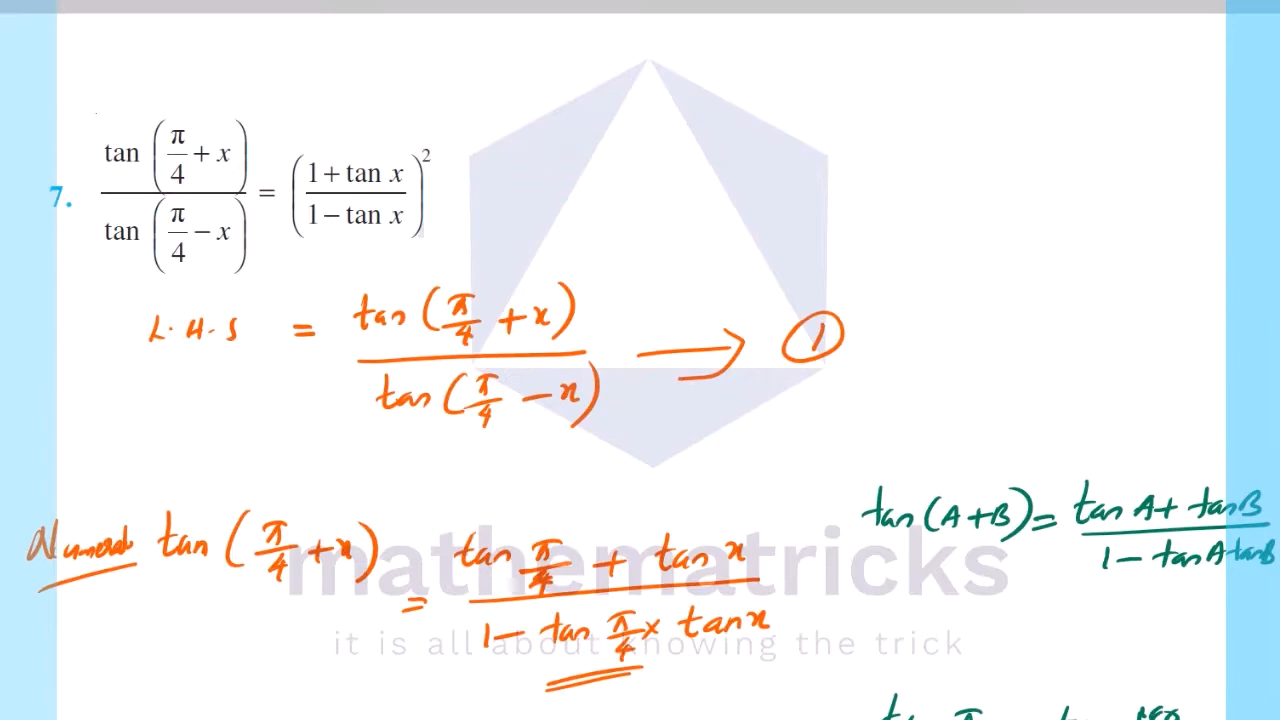 7. tan (π/4 + x) / tan (π/4 − x) = ((1 + tan x) / (1 − tan x))²
L.H.S = tan (π/4 + x) / tan (π/4 − x) → ①
tan (A+B) = (tan A + tan B) / (1 − tan A tan B)
tan (π/4 + x) = (tan π/4 + tan x) / (1 − tan π/4 × tan x)
mathematricks
it is all about knowing the trick